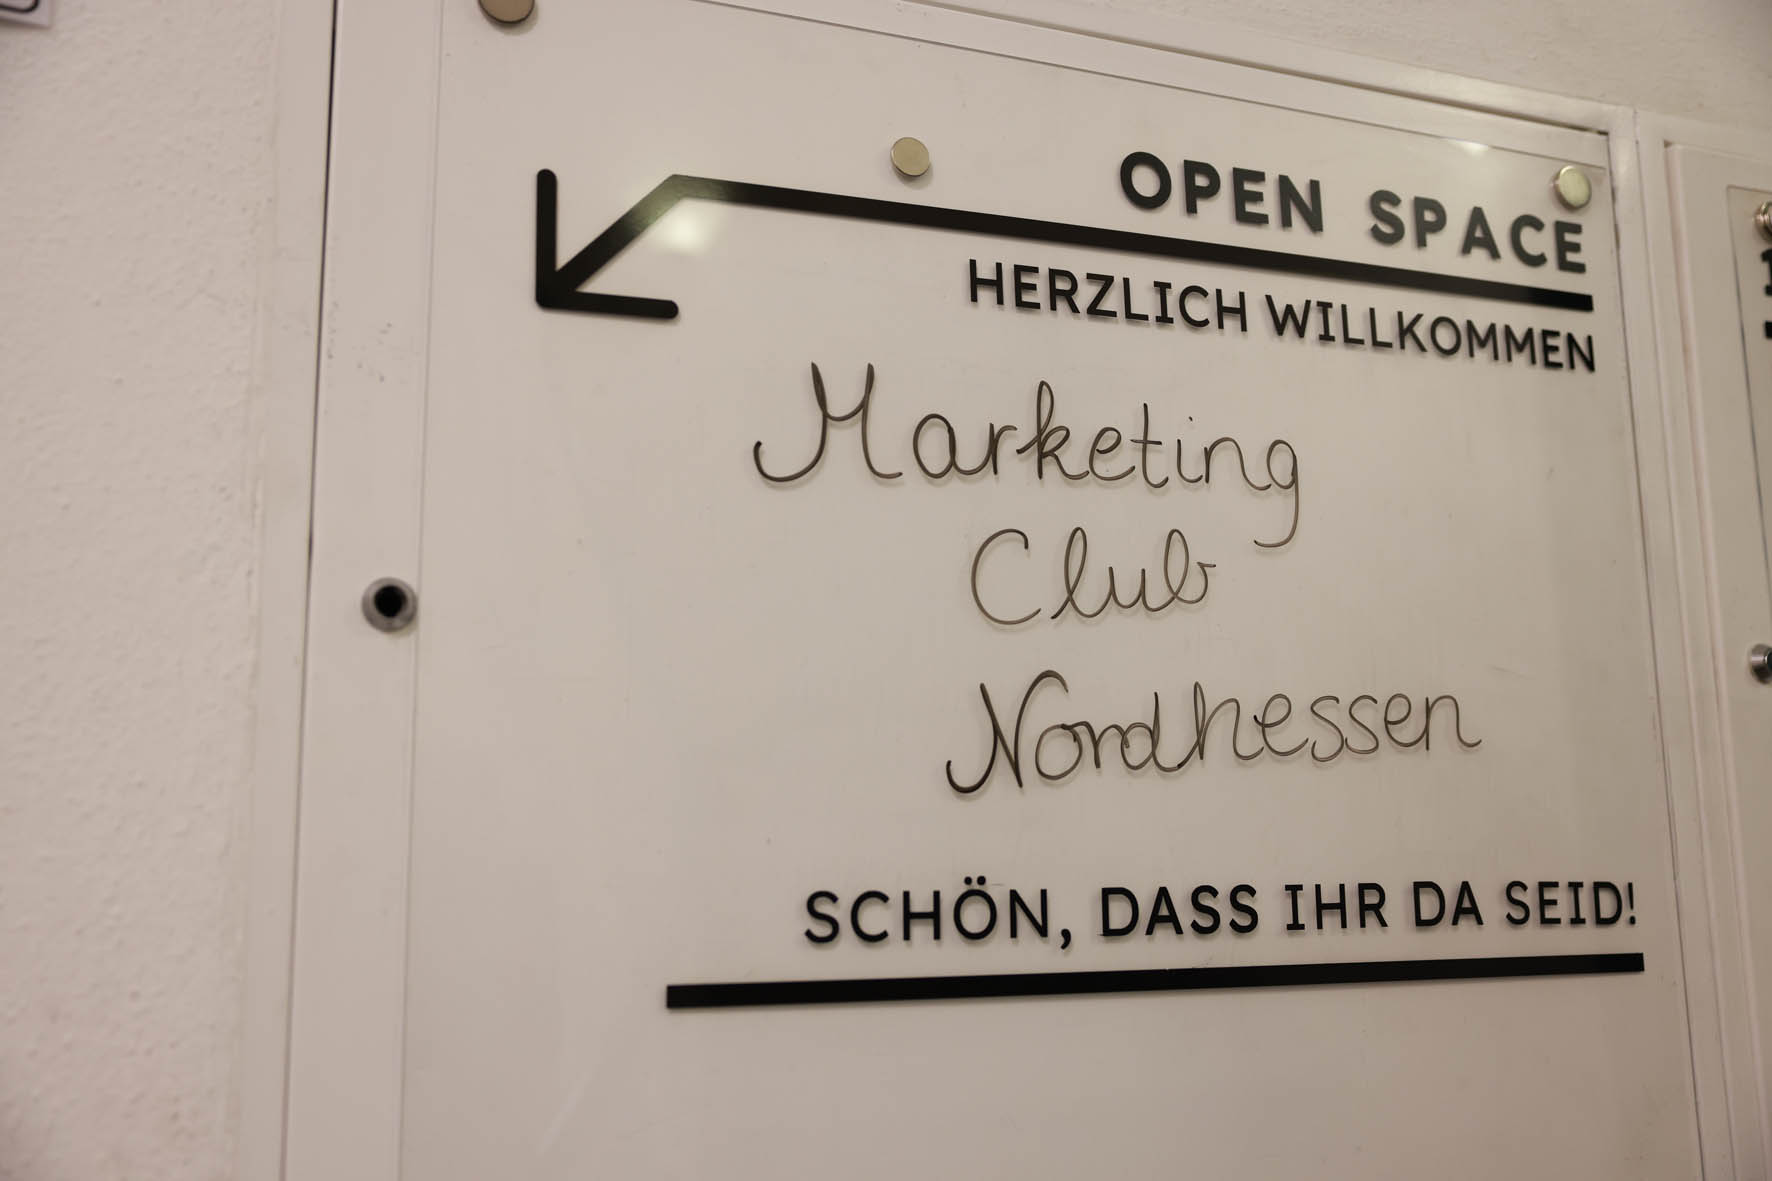 OPEN SPACE
HERZLICH WILLKOMMEN
Marketing
Club
Nordhessen
SCHÖN, DASS IHR DA SEID!